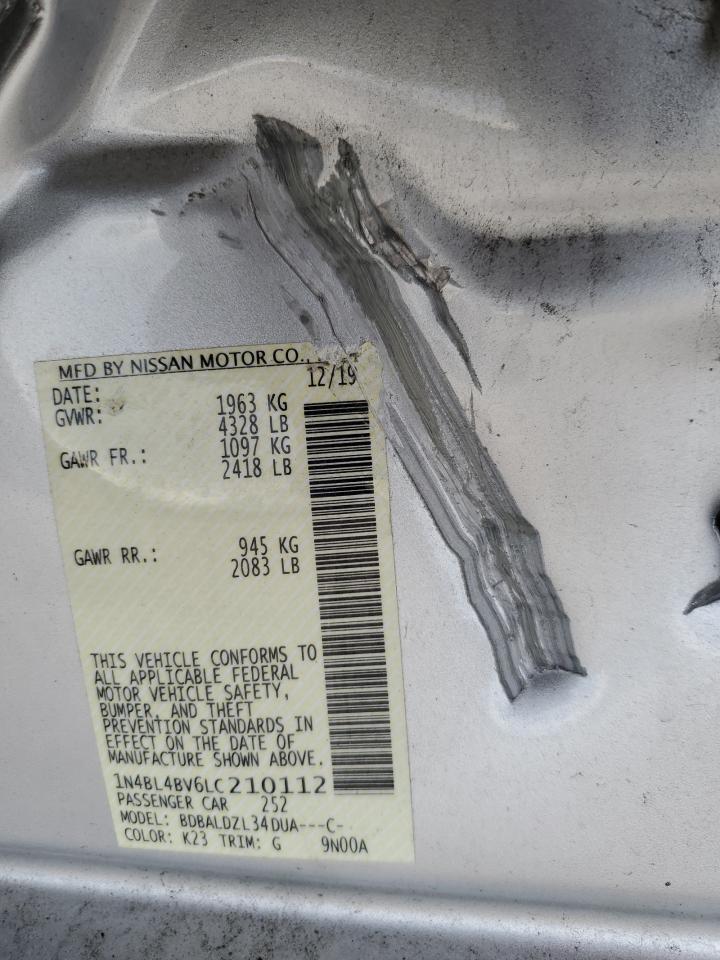 MFD BY NISSAN MOTOR CO.,
DATE: 12/19
GVWR: 1963 KG
4328 LB
GAWR FR.: 1097 KG
2418 LB
GAWR RR.: 945 KG
2083 LB
THIS VEHICLE CONFORMS TO
ALL APPLICABLE FEDERAL
MOTOR VEHICLE SAFETY,
BUMPER, AND THEFT
PREVENTION STANDARDS IN
EFFECT ON THE DATE OF
MANUFACTURE SHOWN ABOVE.
1N4BL4BV6LC210112
PASSENGER CAR 252
MODEL: BDBALDZL34DUA---C-
COLOR: K23 TRIM: G 9N00A